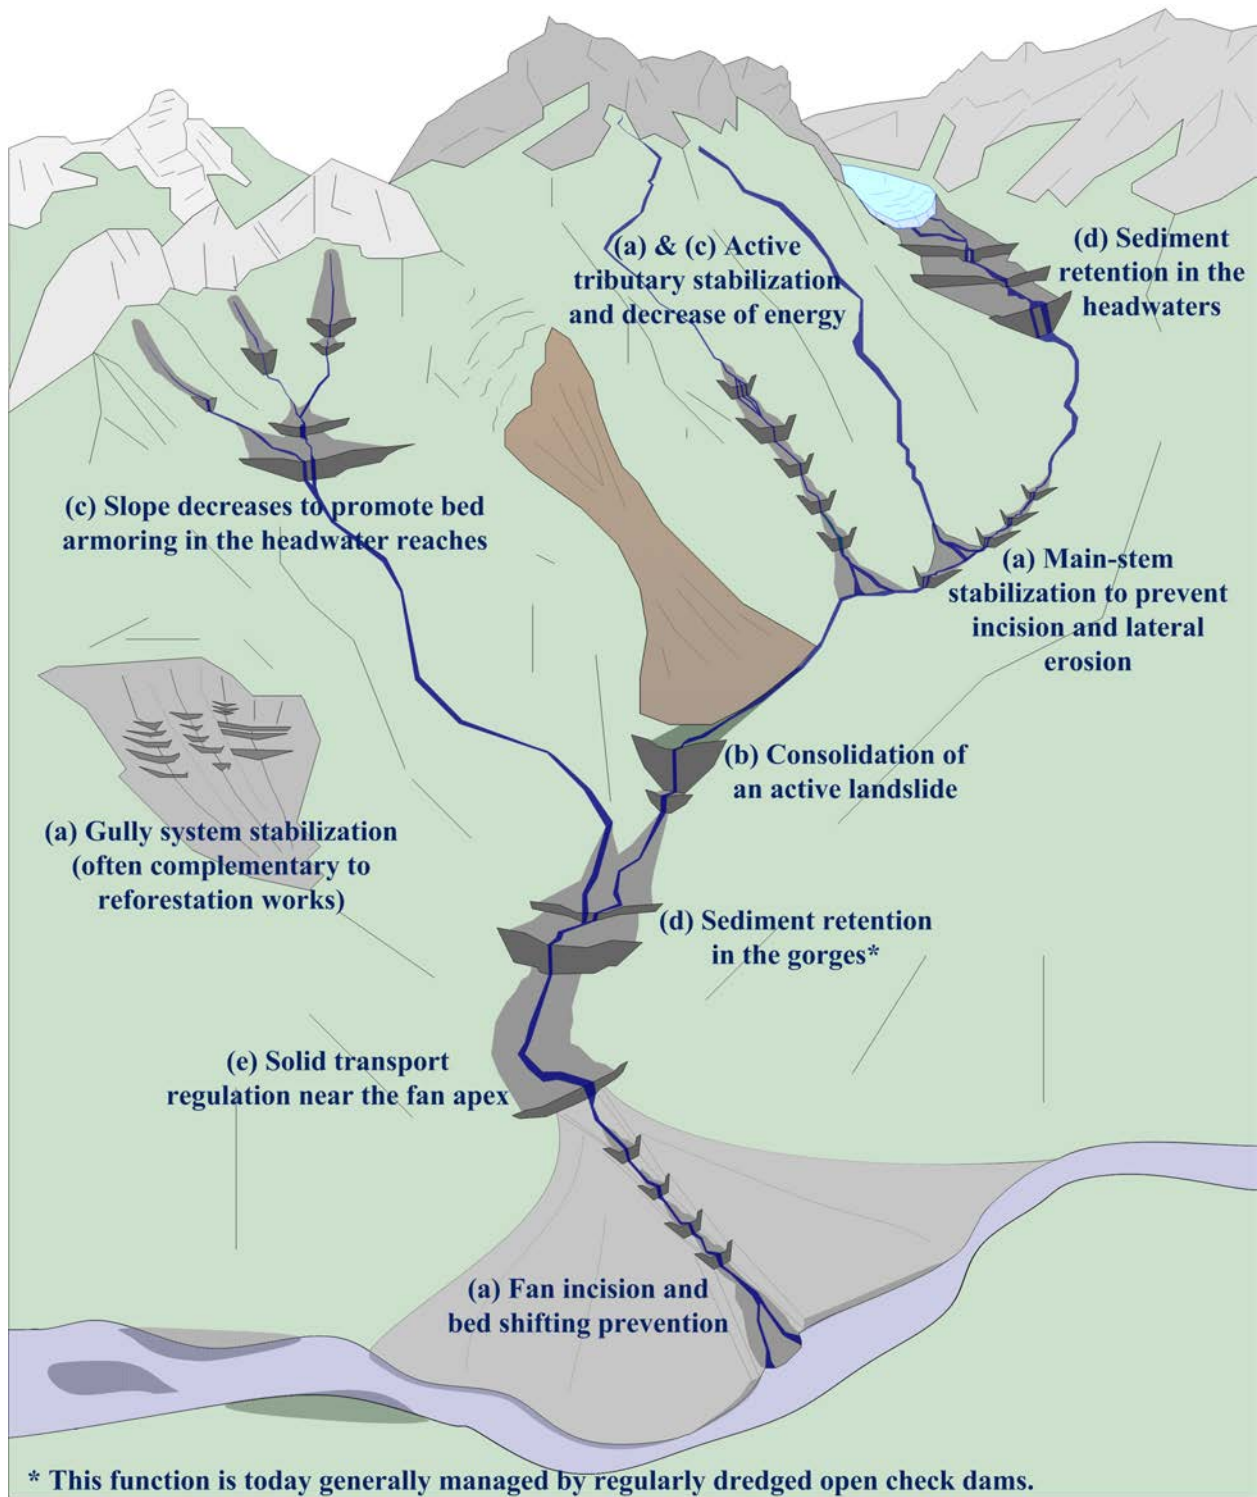 (a) & (c) Active
tributary stabilization
and decrease of energy
(d) Sediment
retention in the
headwaters
(c) Slope decreases to promote bed
armoring in the headwater reaches
(a) Main-stem
stabilization to prevent
incision and lateral
erosion
(b) Consolidation of
an active landslide
(a) Gully system stabilization
(often complementary to
reforestation works)
(d) Sediment retention
in the gorges*
(e) Solid transport
regulation near the fan apex
(a) Fan incision and
bed shifting prevention
* This function is today generally managed by regularly dredged open check dams.